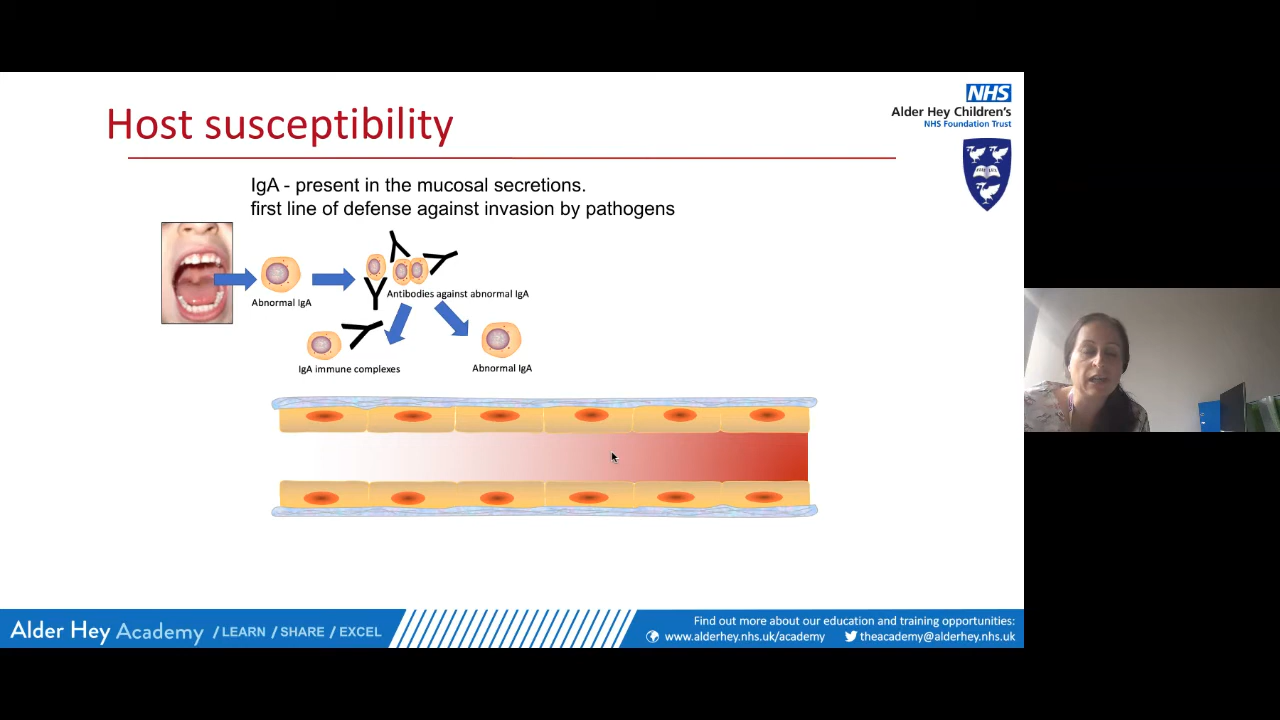 Host susceptibility
NHS
Alder Hey Children's
NHS Foundation Trust
IgA - present in the mucosal secretions.
first line of defense against invasion by pathogens
Abnormal IgA
Antibodies against abnormal IgA
IgA immune complexes
Abnormal IgA
Alder Hey Academy / LEARN / SHARE / EXCEL
Find out more about our education and training opportunities:
www.alderhey.nhs.uk/academy theacademy@alderhey.nhs.uk